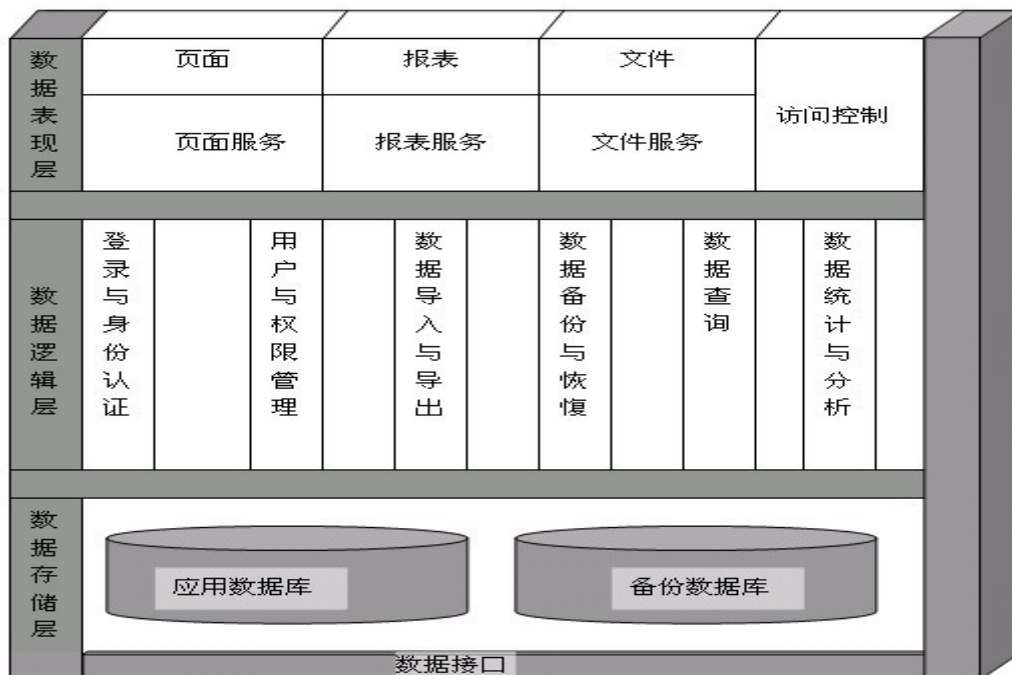 数据表现层
页面
报表
文件
访问控制
页面服务
报表服务
文件服务
数据逻辑层
登录与身份认证
用户与权限管理
数据导入与导出
数据备份与恢愎
数据查询
数据统计与分析
数据存储层
应用数据库
备份数据库
数据接口